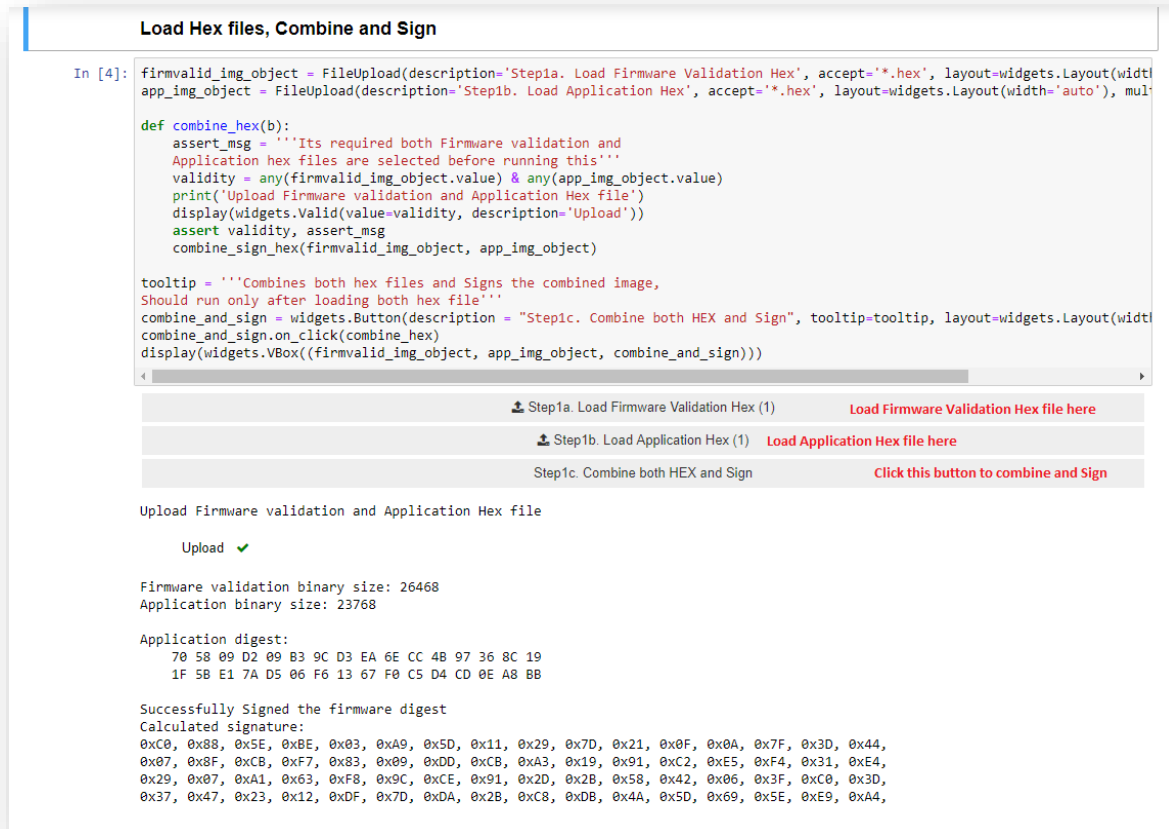 Load Hex files, Combine and Sign
In [4]: firmvalid_img_object = FileUpload(description='Step1a. Load Firmware Validation Hex', accept='*.hex', layout=widgets.Layout(widt
app_img_object = FileUpload(description='Step1b. Load Application Hex', accept='*.hex', layout=widgets.Layout(width='auto'), mul
def combine_hex(b):
    assert_msg = '''Its required both Firmware validation and
    Application hex files are selected before running this'''
    validity = any(firmvalid_img_object.value) & any(app_img_object.value)
    print('Upload Firmware validation and Application Hex file')
    display(widgets.Valid(value=validity, description='Upload'))
    assert validity, assert_msg
    combine_sign_hex(firmvalid_img_object, app_img_object)
tooltip = '''Combines both hex files and Signs the combined image,
Should run only after loading both hex file'''
combine_and_sign = widgets.Button(description = "Step1c. Combine both HEX and Sign", tooltip=tooltip, layout=widgets.Layout(widt
combine_and_sign.on_click(combine_hex)
display(widgets.VBox((firmvalid_img_object, app_img_object, combine_and_sign)))
Step1a. Load Firmware Validation Hex (1) Load Firmware Validation Hex file here
Step1b. Load Application Hex (1) Load Application Hex file here
Step1c. Combine both HEX and Sign Click this button to combine and Sign
Upload Firmware validation and Application Hex file
Upload ✔
Firmware validation binary size: 26468
Application binary size: 23768
Application digest:
    70 58 09 D2 09 B3 9C D3 EA 6E CC 4B 97 36 8C 19
    1F 5B E1 7A D5 06 F6 13 67 F0 C5 D4 CD 0E A8 BB
Successfully Signed the firmware digest
Calculated signature:
0xC0, 0x88, 0x5E, 0xBE, 0x03, 0xA9, 0x5D, 0x11, 0x29, 0x7D, 0x21, 0x0F, 0x0A, 0x7F, 0x3D, 0x44,
0x07, 0x8F, 0xCB, 0xF7, 0x83, 0x09, 0xDD, 0xCB, 0xA3, 0x19, 0x91, 0xC2, 0xE5, 0xF4, 0x31, 0xE4,
0x29, 0x07, 0xA1, 0x63, 0xF8, 0x9C, 0xCE, 0x91, 0x2D, 0x2B, 0x58, 0x42, 0x06, 0x3F, 0xC0, 0x3D,
0x37, 0x47, 0x23, 0x12, 0xDF, 0x7D, 0xDA, 0x2B, 0xC8, 0xDB, 0x4A, 0x5D, 0x69, 0x5E, 0xE9, 0xA4,